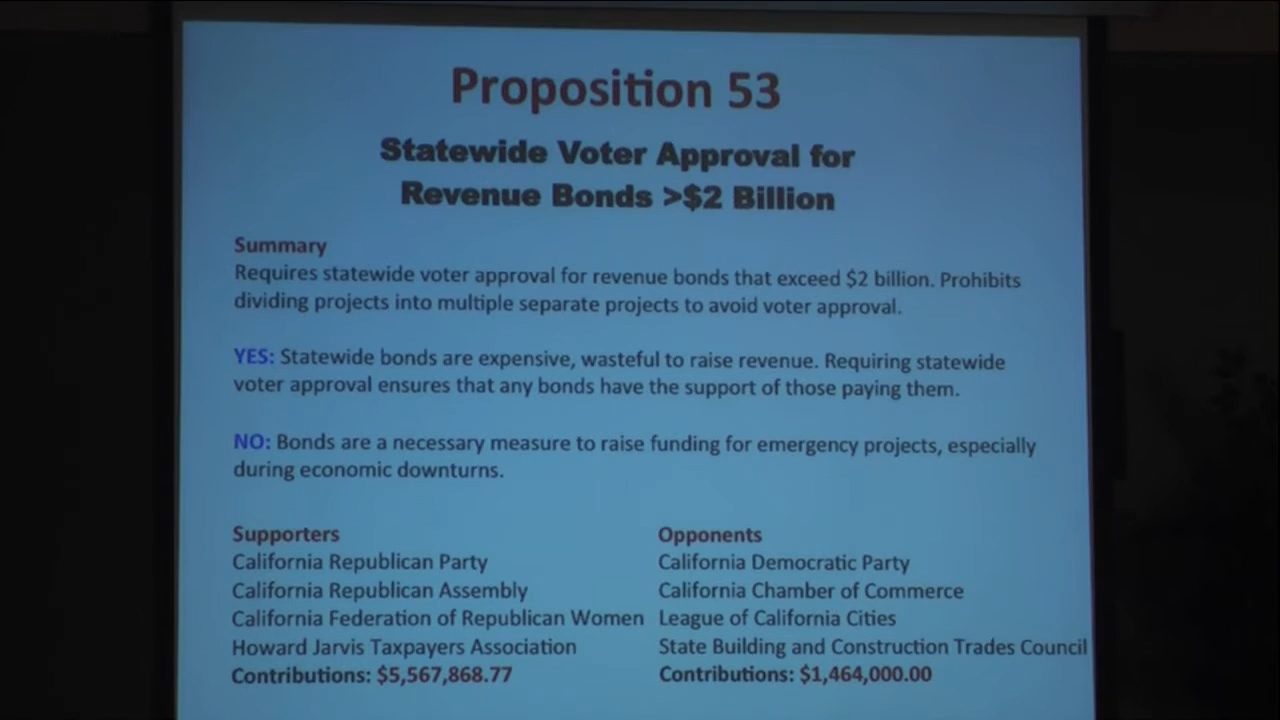 Proposition 53
Statewide Voter Approval for
Revenue Bonds >$2 Billion
Summary
Requires statewide voter approval for revenue bonds that exceed $2 billion. Prohibits
dividing projects into multiple separate projects to avoid voter approval.
YES: Statewide bonds are expensive, wasteful to raise revenue. Requiring statewide
voter approval ensures that any bonds have the support of those paying them.
NO: Bonds are a necessary measure to raise funding for emergency projects, especially
during economic downturns.
Supporters
California Republican Party
California Republican Assembly
California Federation of Republican Women
Howard Jarvis Taxpayers Association
Contributions: $5,567,868.77
Opponents
California Democratic Party
California Chamber of Commerce
League of California Cities
State Building and Construction Trades Council
Contributions: $1,464,000.00